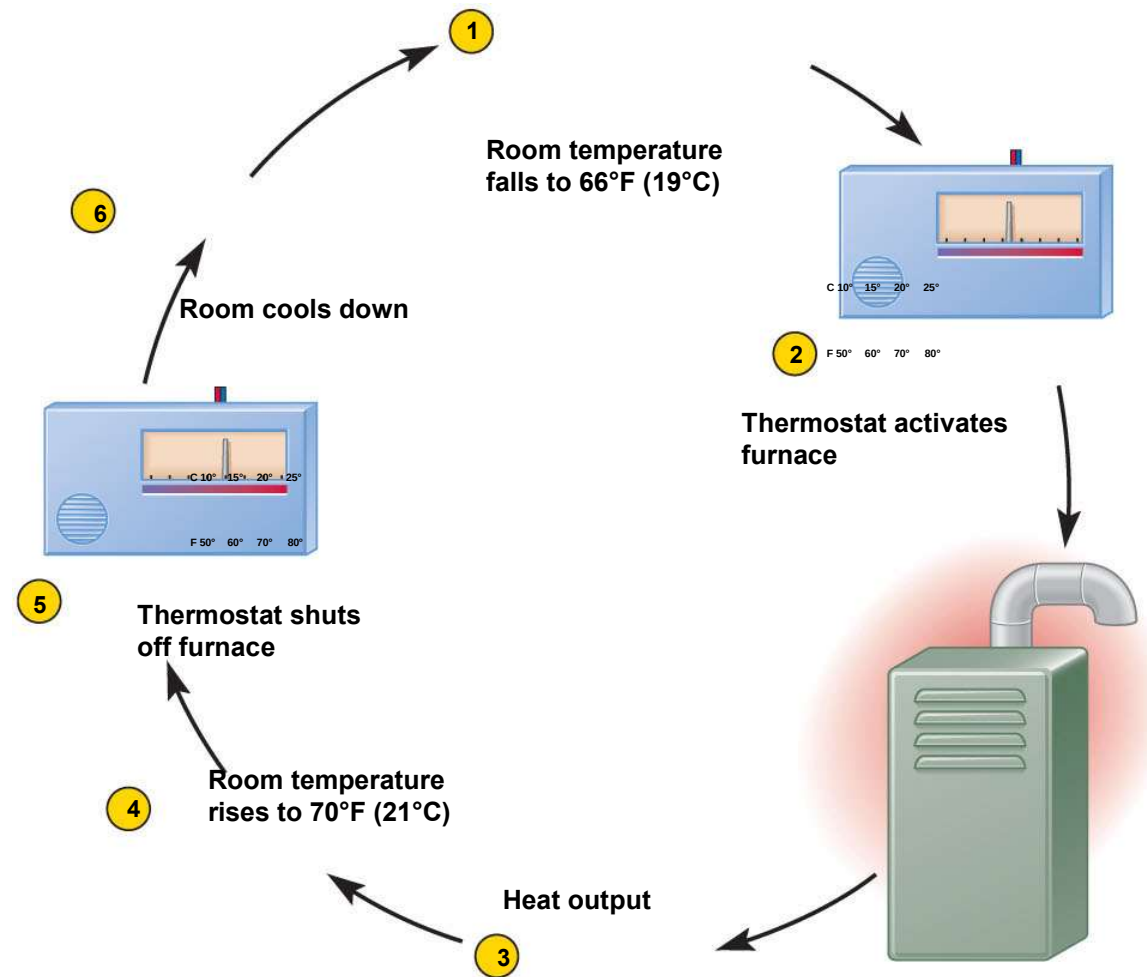 1
Room temperature
falls to 66°F (19°C)
C 10° 15° 20° 25°
2
F 50° 60° 70° 80°
Thermostat activates
furnace
3
Heat output
4
Room temperature
rises to 70°F (21°C)
5
Thermostat shuts
off furnace
C 10° 15° 20° 25°
F 50° 60° 70° 80°
6
Room cools down